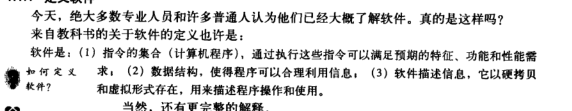 今天，绝大多数专业人员和许多普通人认为他们已经大概了解软件。真的是这样吗？
来自教科书的关于软件的定义也许是：
软件是：（1）指令的集合（计算机程序），通过执行这些指令可以满足预期的特征、功能和性能需
如何定义
软件？
求；（2）数据结构，使得程序可以合理利用信息；（3）软件描述信息，它以硬拷贝
和虚拟形式存在，用来描述程序操作和使用。
当然，还有更完整的解释。